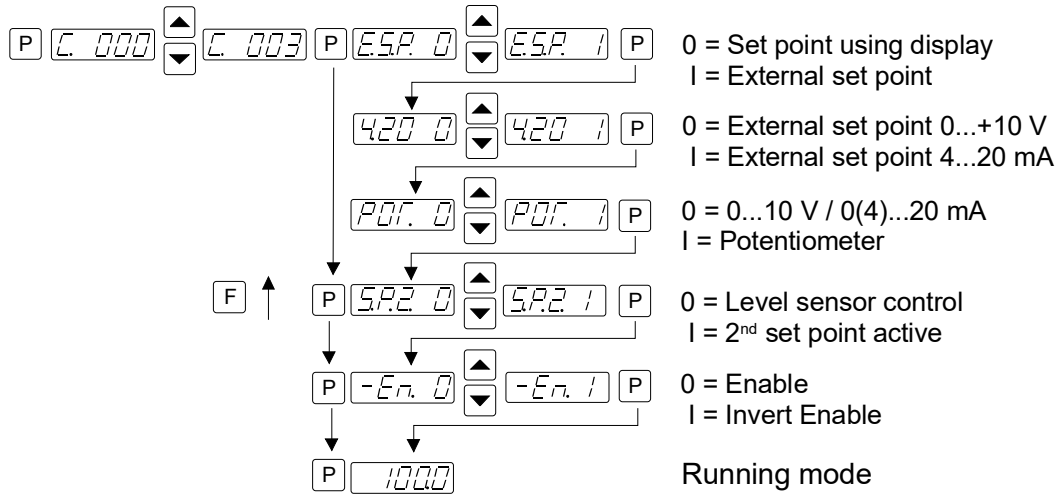 P C. 000 C. 003 P E.S.P. 0 E.S.P. 1 P 0 = Set point using display
I = External set point
4.20 0 4.20 1 P 0 = External set point 0...+10 V
I = External set point 4...20 mA
POT. 0 POT. 1 P 0 = 0...10 V / 0(4)...20 mA
I = Potentiometer
F P S.P.2. 0 S.P.2. 1 P 0 = Level sensor control
I = 2nd set point active
P -En. 0 -En. 1 P 0 = Enable
I = Invert Enable
P 100.0 Running mode